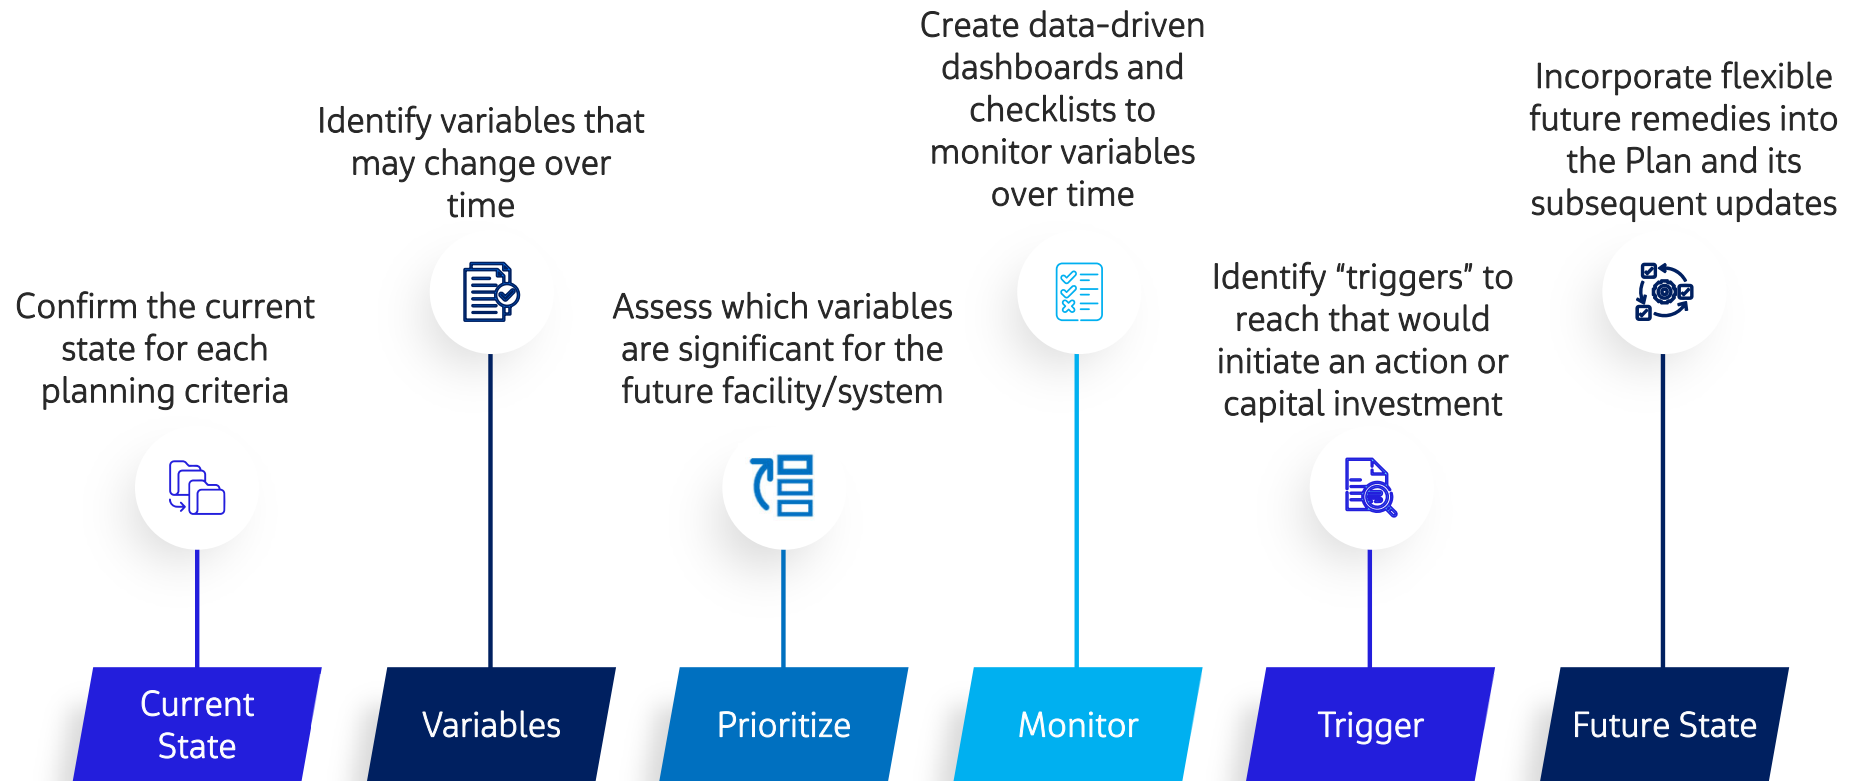 Confirm the current
state for each
planning criteria
Current
State
Identify variables that
may change over
time
Variables
Assess which variables
are significant for the
future facility/system
Prioritize
Create data-driven
dashboards and
checklists to
monitor variables
over time
Monitor
Identify “triggers” to
reach that would
initiate an action or
capital investment
Trigger
Incorporate flexible
future remedies into
the Plan and its
subsequent updates
Future State